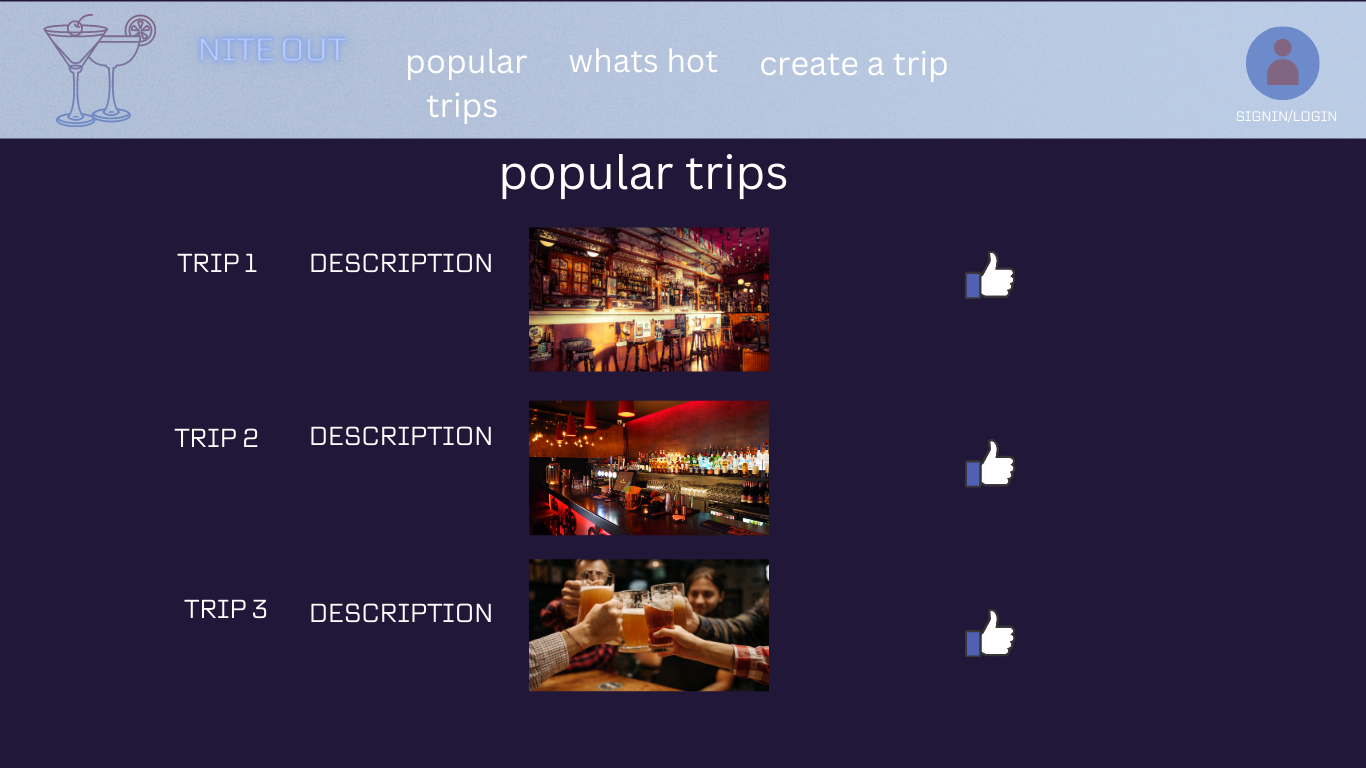 NITE OUT
popular
trips
whats hot
create a trip
SIGNIN/LOGIN
popular trips
TRIP 1
DESCRIPTION
TRIP 2
DESCRIPTION
TRIP 3
DESCRIPTION